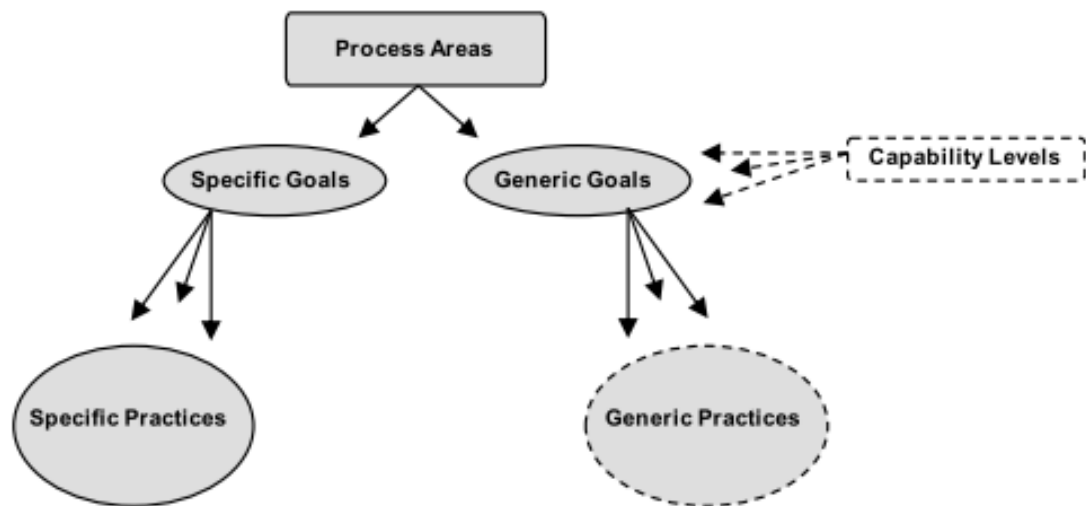 Process Areas
Specific Goals
Generic Goals
Capability Levels
Specific Practices
Generic Practices